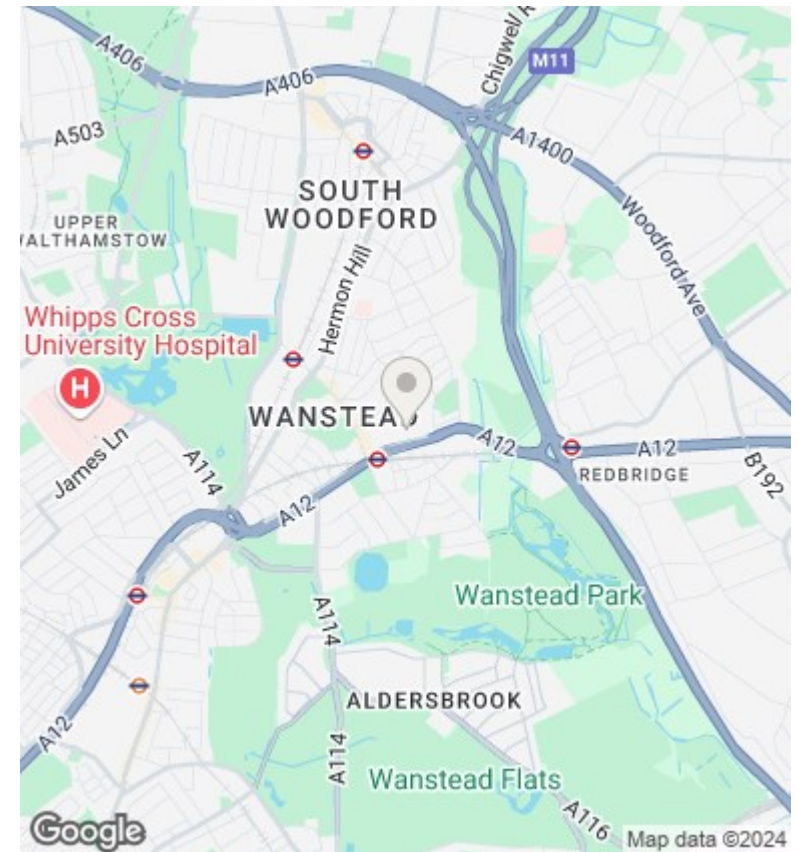 A406
A406
Chigwell R
M11
A503
A1400
SOUTH
WOODFORD
UPPER
WALTHAMSTOW
Woodford Ave
Hermon Hill
Whipps Cross
University Hospital
H
WANSTEAD
James Ln
A114
A12
A12
REDBRIDGE
B192
A12
Wanstead Park
A114
ALDERSBROOK
A12
A114
Wanstead Flats
A116
Google
Map data ©2024